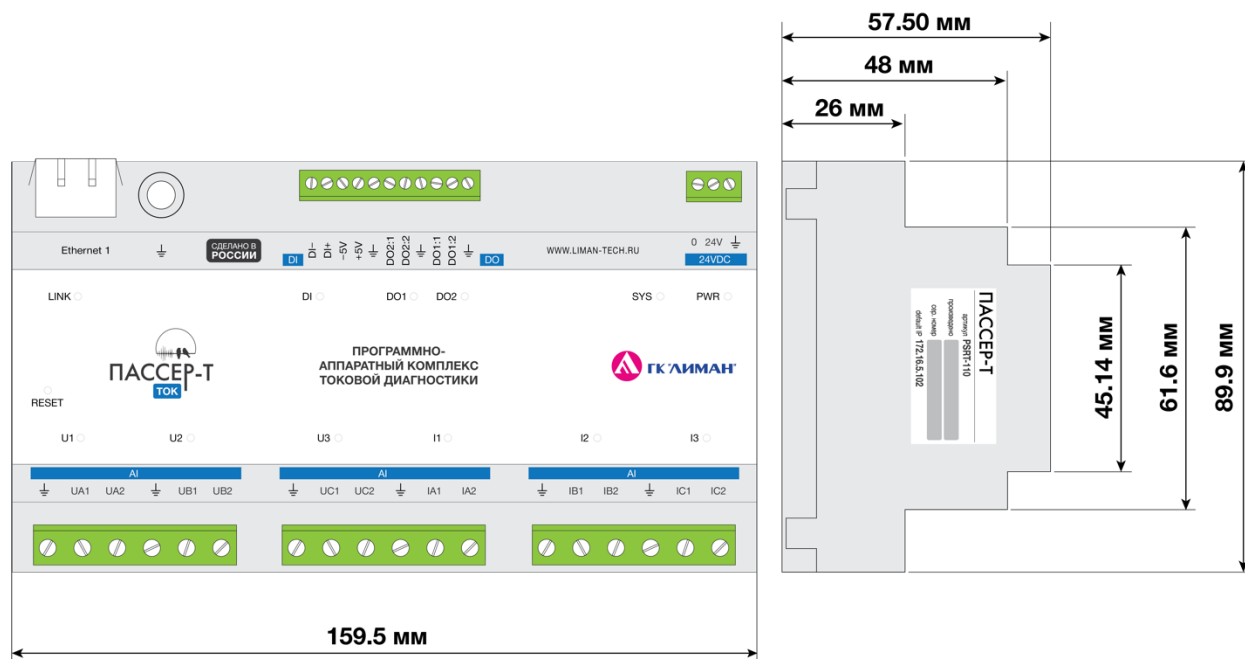 57.50 мм
48 мм
26 мм
Ethernet 1
СДЕЛАНО В
РОССИИ
DI
DI−
DI+
−5V
+5V
DO2:1
DO2:2
DO1:1
DO1:2
DO
WWW.LIMAN-TECH.RU
0 24V
24VDC
LINK
DI
DO1
DO2
SYS
PWR
ПАССЕР-Т
ТОК
ПРОГРАММНО-
АППАРАТНЫЙ КОМПЛЕКС
ТОКОВОЙ ДИАГНОСТИКИ
ГК ЛИМАН
RESET
U1
U2
U3
I1
I2
I3
AI
AI
AI
UA1 UA2 UB1 UB2
UC1 UC2 IA1 IA2
IB1 IB2 IC1 IC2
159.5 мм
ПАССЕР-Т
артикул PSRT-110
произведено
сер. номер
default IP 172.16.5.102
45.14 мм
61.6 мм
89.9 мм